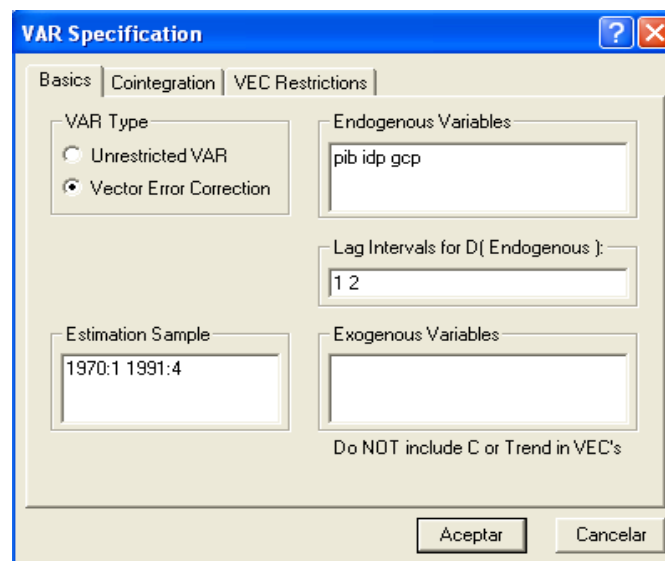 VAR Specification
Basics
Cointegration
VEC Restrictions
VAR Type
Unrestricted VAR
Vector Error Correction
Endogenous Variables
pib idp gcp
Lag Intervals for D( Endogenous ):
1 2
Estimation Sample
1970:1 1991:4
Exogenous Variables
Do NOT include C or Trend in VEC's
Aceptar
Cancelar